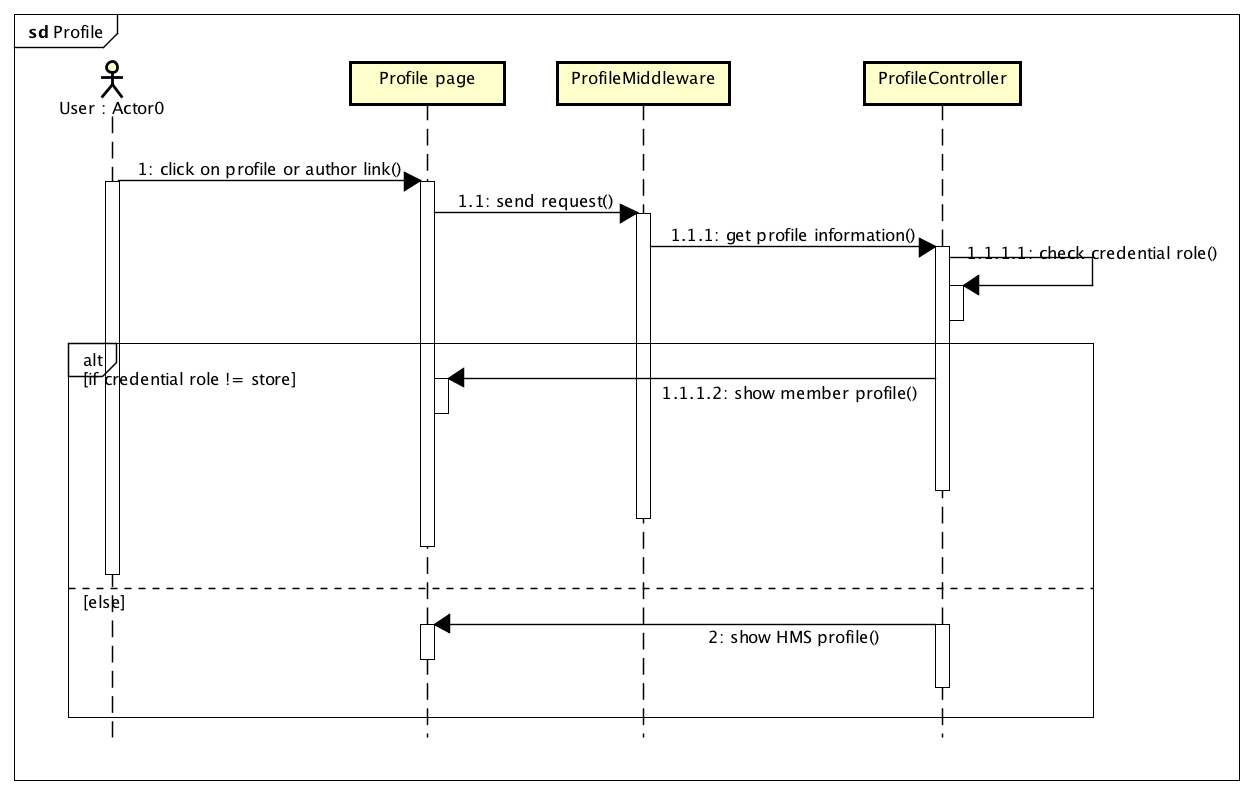 sd Profile
User : Actor0
Profile page
ProfileMiddleware
ProfileController
1: click on profile or author link()
1.1: send request()
1.1.1: get profile information()
1.1.1.1: check credential role()
alt
[if credential role != store]
1.1.1.2: show member profile()
[else]
2: show HMS profile()